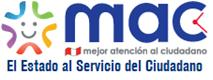 mac
mejor atención al ciudadano
El Estado al Servicio del Ciudadano